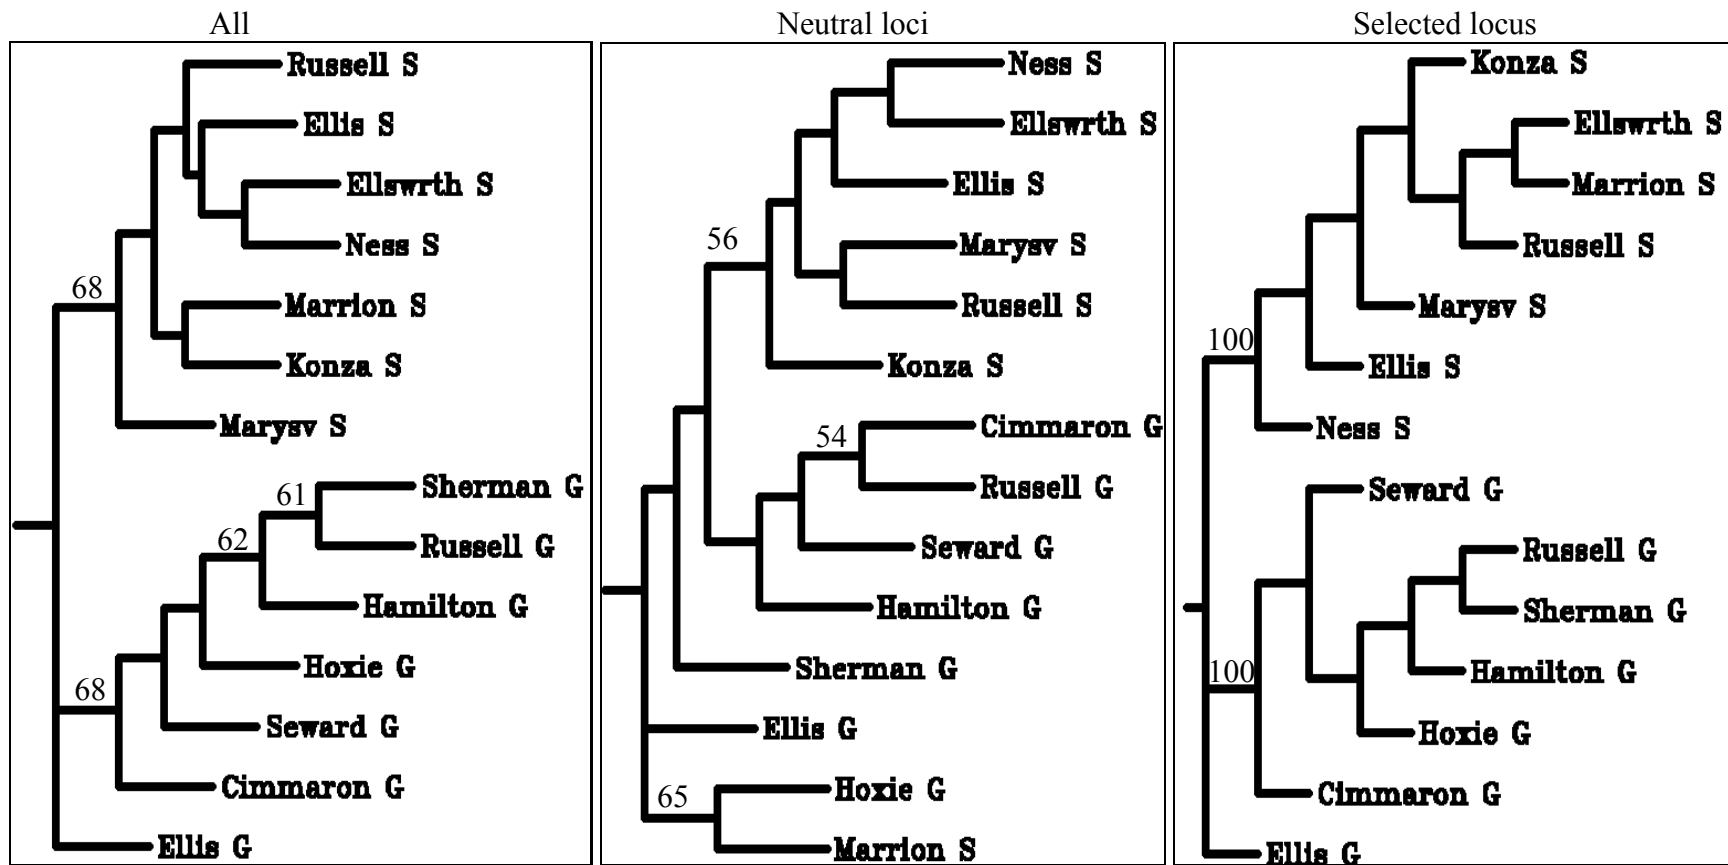 All
Russell S
Ellis S
Ellswrth S
Ness S
Marrion S
68
Konza S
Marysv S
Sherman G
61
Russell G
62
Hamilton G
Hoxie G
68
Seward G
Cimmaron G
Ellis G
Neutral loci
Ness S
Ellswrth S
Ellis S
56
Marysv S
Russell S
Konza S
Cimmaron G
54
Russell G
Seward G
Hamilton G
Sherman G
Ellis G
65
Hoxie G
Marrion S
Selected locus
Konza S
Ellswrth S
Marrion S
Russell S
Marysv S
100
Ellis S
Ness S
Seward G
Russell G
Sherman G
100
Hamilton G
Hoxie G
Cimmaron G
Ellis G